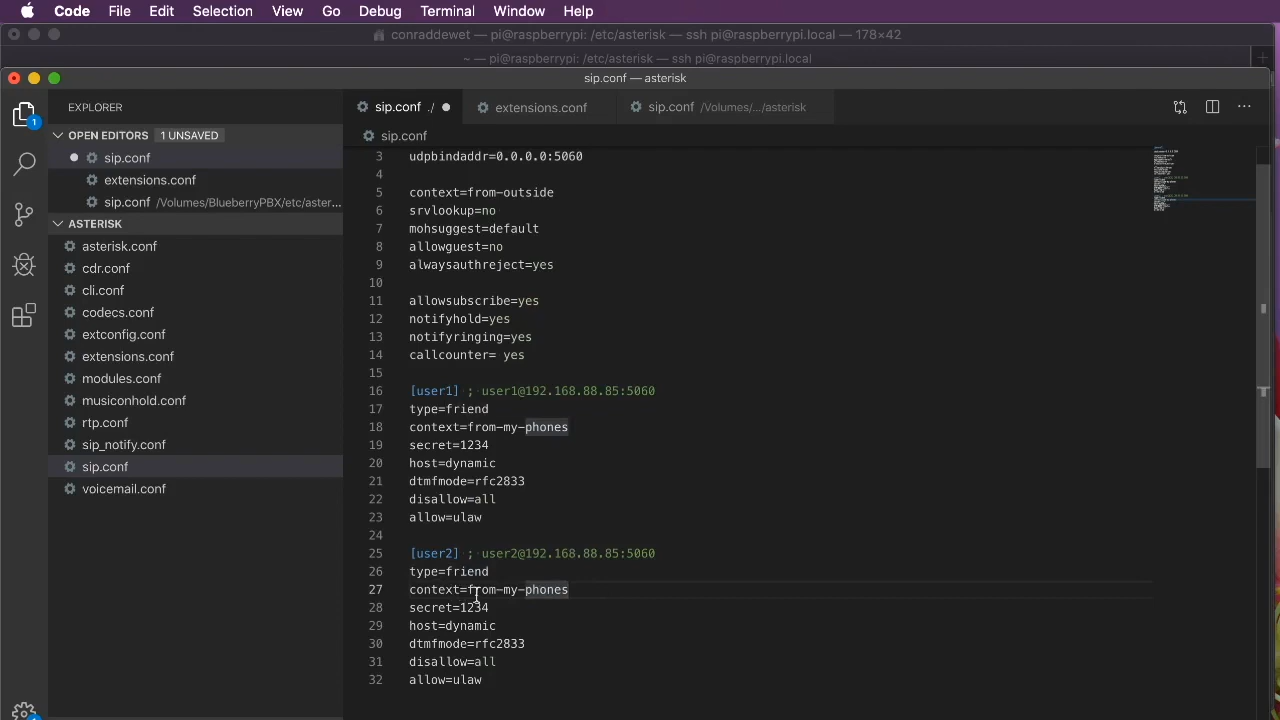 Code File Edit Selection View Go Debug Terminal Window Help
conraddewet — pi@raspberrypi: /etc/asterisk — ssh pi@raspberrypi.local — 178×42
~ — pi@raspberrypi: /etc/asterisk — ssh pi@raspberrypi.local
sip.conf — asterisk
EXPLORER
sip.conf ./
extensions.conf
sip.conf /Volumes/.../asterisk
1
OPEN EDITORS 1 UNSAVED
sip.conf
extensions.conf
sip.conf /Volumes/BlueberryPBX/etc/aster...
ASTERISK
asterisk.conf
cdr.conf
cli.conf
codecs.conf
extconfig.conf
extensions.conf
modules.conf
musiconhold.conf
rtp.conf
sip_notify.conf
sip.conf
voicemail.conf
sip.conf
3 udpbindaddr=0.0.0.0:5060
4
5 context=from-outside
6 srvlookup=no
7 mohsuggest=default
8 allowguest=no
9 alwaysauthreject=yes
10
11 allowsubscribe=yes
12 notifyhold=yes
13 notifyringing=yes
14 callcounter= yes
15
16 [user1] ; user1@192.168.88.85:5060
17 type=friend
18 context=from-my-phones
19 secret=1234
20 host=dynamic
21 dtmfmode=rfc2833
22 disallow=all
23 allow=ulaw
24
25 [user2] ; user2@192.168.88.85:5060
26 type=friend
27 context=from-my-phones
28 secret=1234
29 host=dynamic
30 dtmfmode=rfc2833
31 disallow=all
32 allow=ulaw